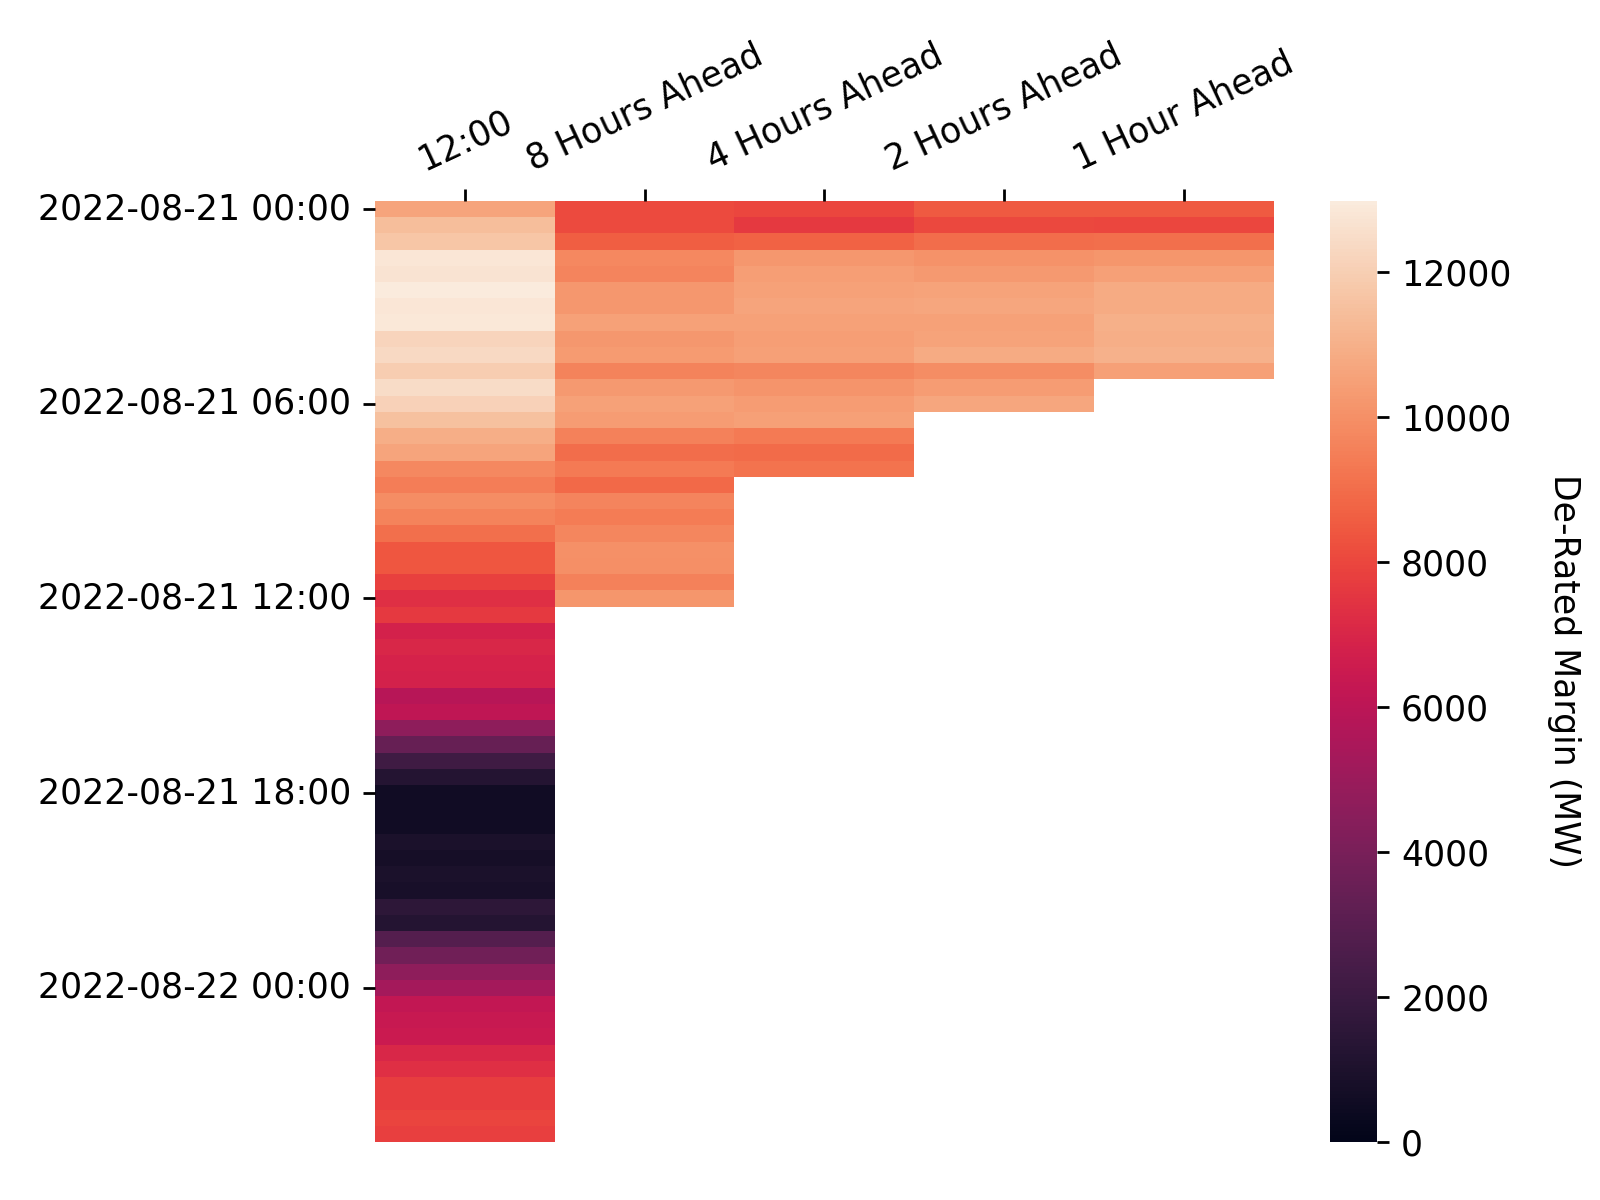 12:00
8 Hours Ahead
4 Hours Ahead
2 Hours Ahead
1 Hour Ahead
2022-08-21 00:00
2022-08-21 06:00
2022-08-21 12:00
2022-08-21 18:00
2022-08-22 00:00
12000
10000
8000
6000
4000
2000
0
De-Rated Margin (MW)